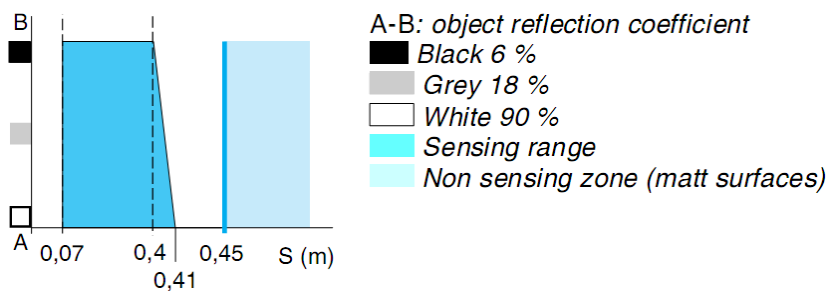 B
A
0,07
0,4
0,45
S (m)
0,41
A-B: object reflection coefficient
Black 6 %
Grey 18 %
White 90 %
Sensing range
Non sensing zone (matt surfaces)